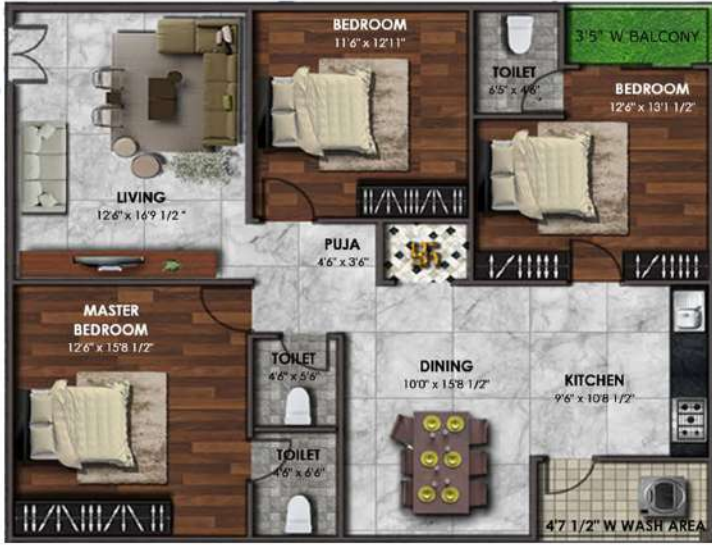 BEDROOM
11'6" x 12'11"
TOILET
6'5" x 4'6"
3'5" W BALCONY
BEDROOM
12'6" x 13'1 1/2"
LIVING
12'6" x 16'9 1/2 "
PUJA
4'6" x 3'6"
MASTER
BEDROOM
12'6" x 15'8 1/2"
TOILET
4'6" x 5'6"
DINING
10'0" x 15'8 1/2"
KITCHEN
9'6" x 10'8 1/2"
TOILET
4'6" x 6'6"
4'7 1/2" W WASH AREA